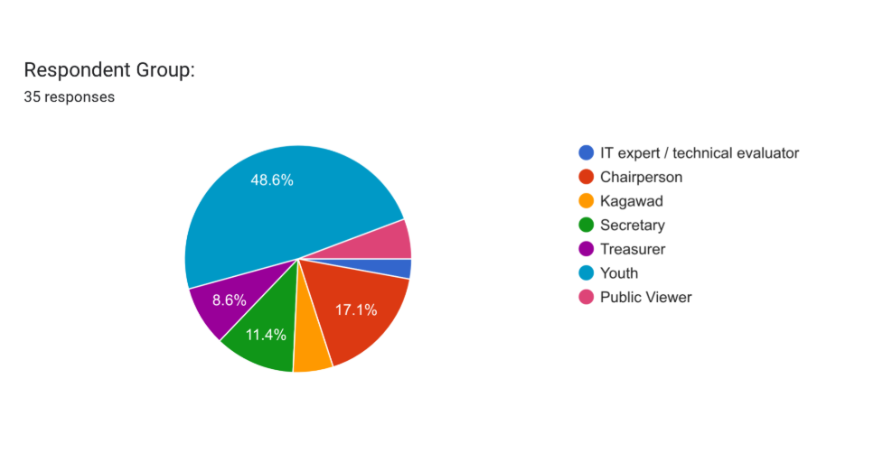 Respondent Group:
35 responses
48.6%
8.6%
11.4%
17.1%
IT expert / technical evaluator
Chairperson
Kagawad
Secretary
Treasurer
Youth
Public Viewer